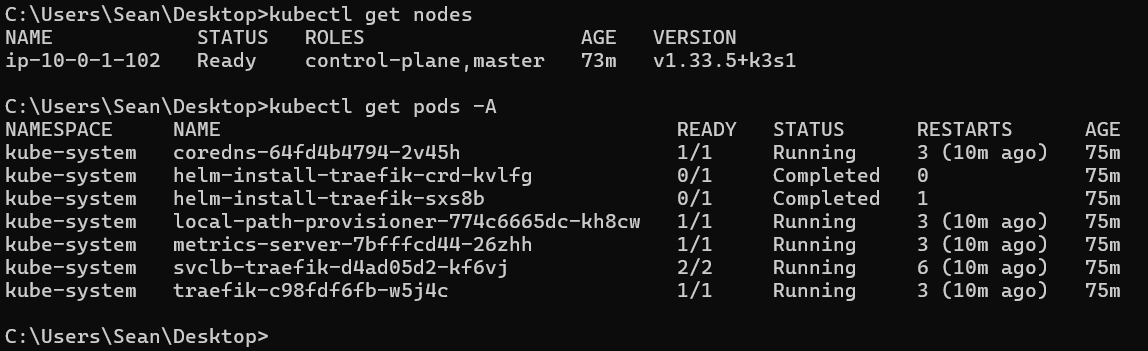 C:\Users\Sean\Desktop>kubectl get nodes
NAME            STATUS   ROLES                  AGE   VERSION
ip-10-0-1-102   Ready    control-plane,master   73m   v1.33.5+k3s1

C:\Users\Sean\Desktop>kubectl get pods -A
NAMESPACE     NAME                                      READY   STATUS      RESTARTS      AGE
kube-system   coredns-64fd4b4794-2v45h                  1/1     Running     3 (10m ago)   75m
kube-system   helm-install-traefik-crd-kvlfg            0/1     Completed   0             75m
kube-system   helm-install-traefik-sxs8b                0/1     Completed   1             75m
kube-system   local-path-provisioner-774c6665dc-kh8cw   1/1     Running     3 (10m ago)   75m
kube-system   metrics-server-7bfffcd44-26zhh            1/1     Running     3 (10m ago)   75m
kube-system   svclb-traefik-d4ad05d2-kf6vj              2/2     Running     6 (10m ago)   75m
kube-system   traefik-c98fdf6fb-w5j4c                   1/1     Running     3 (10m ago)   75m

C:\Users\Sean\Desktop>